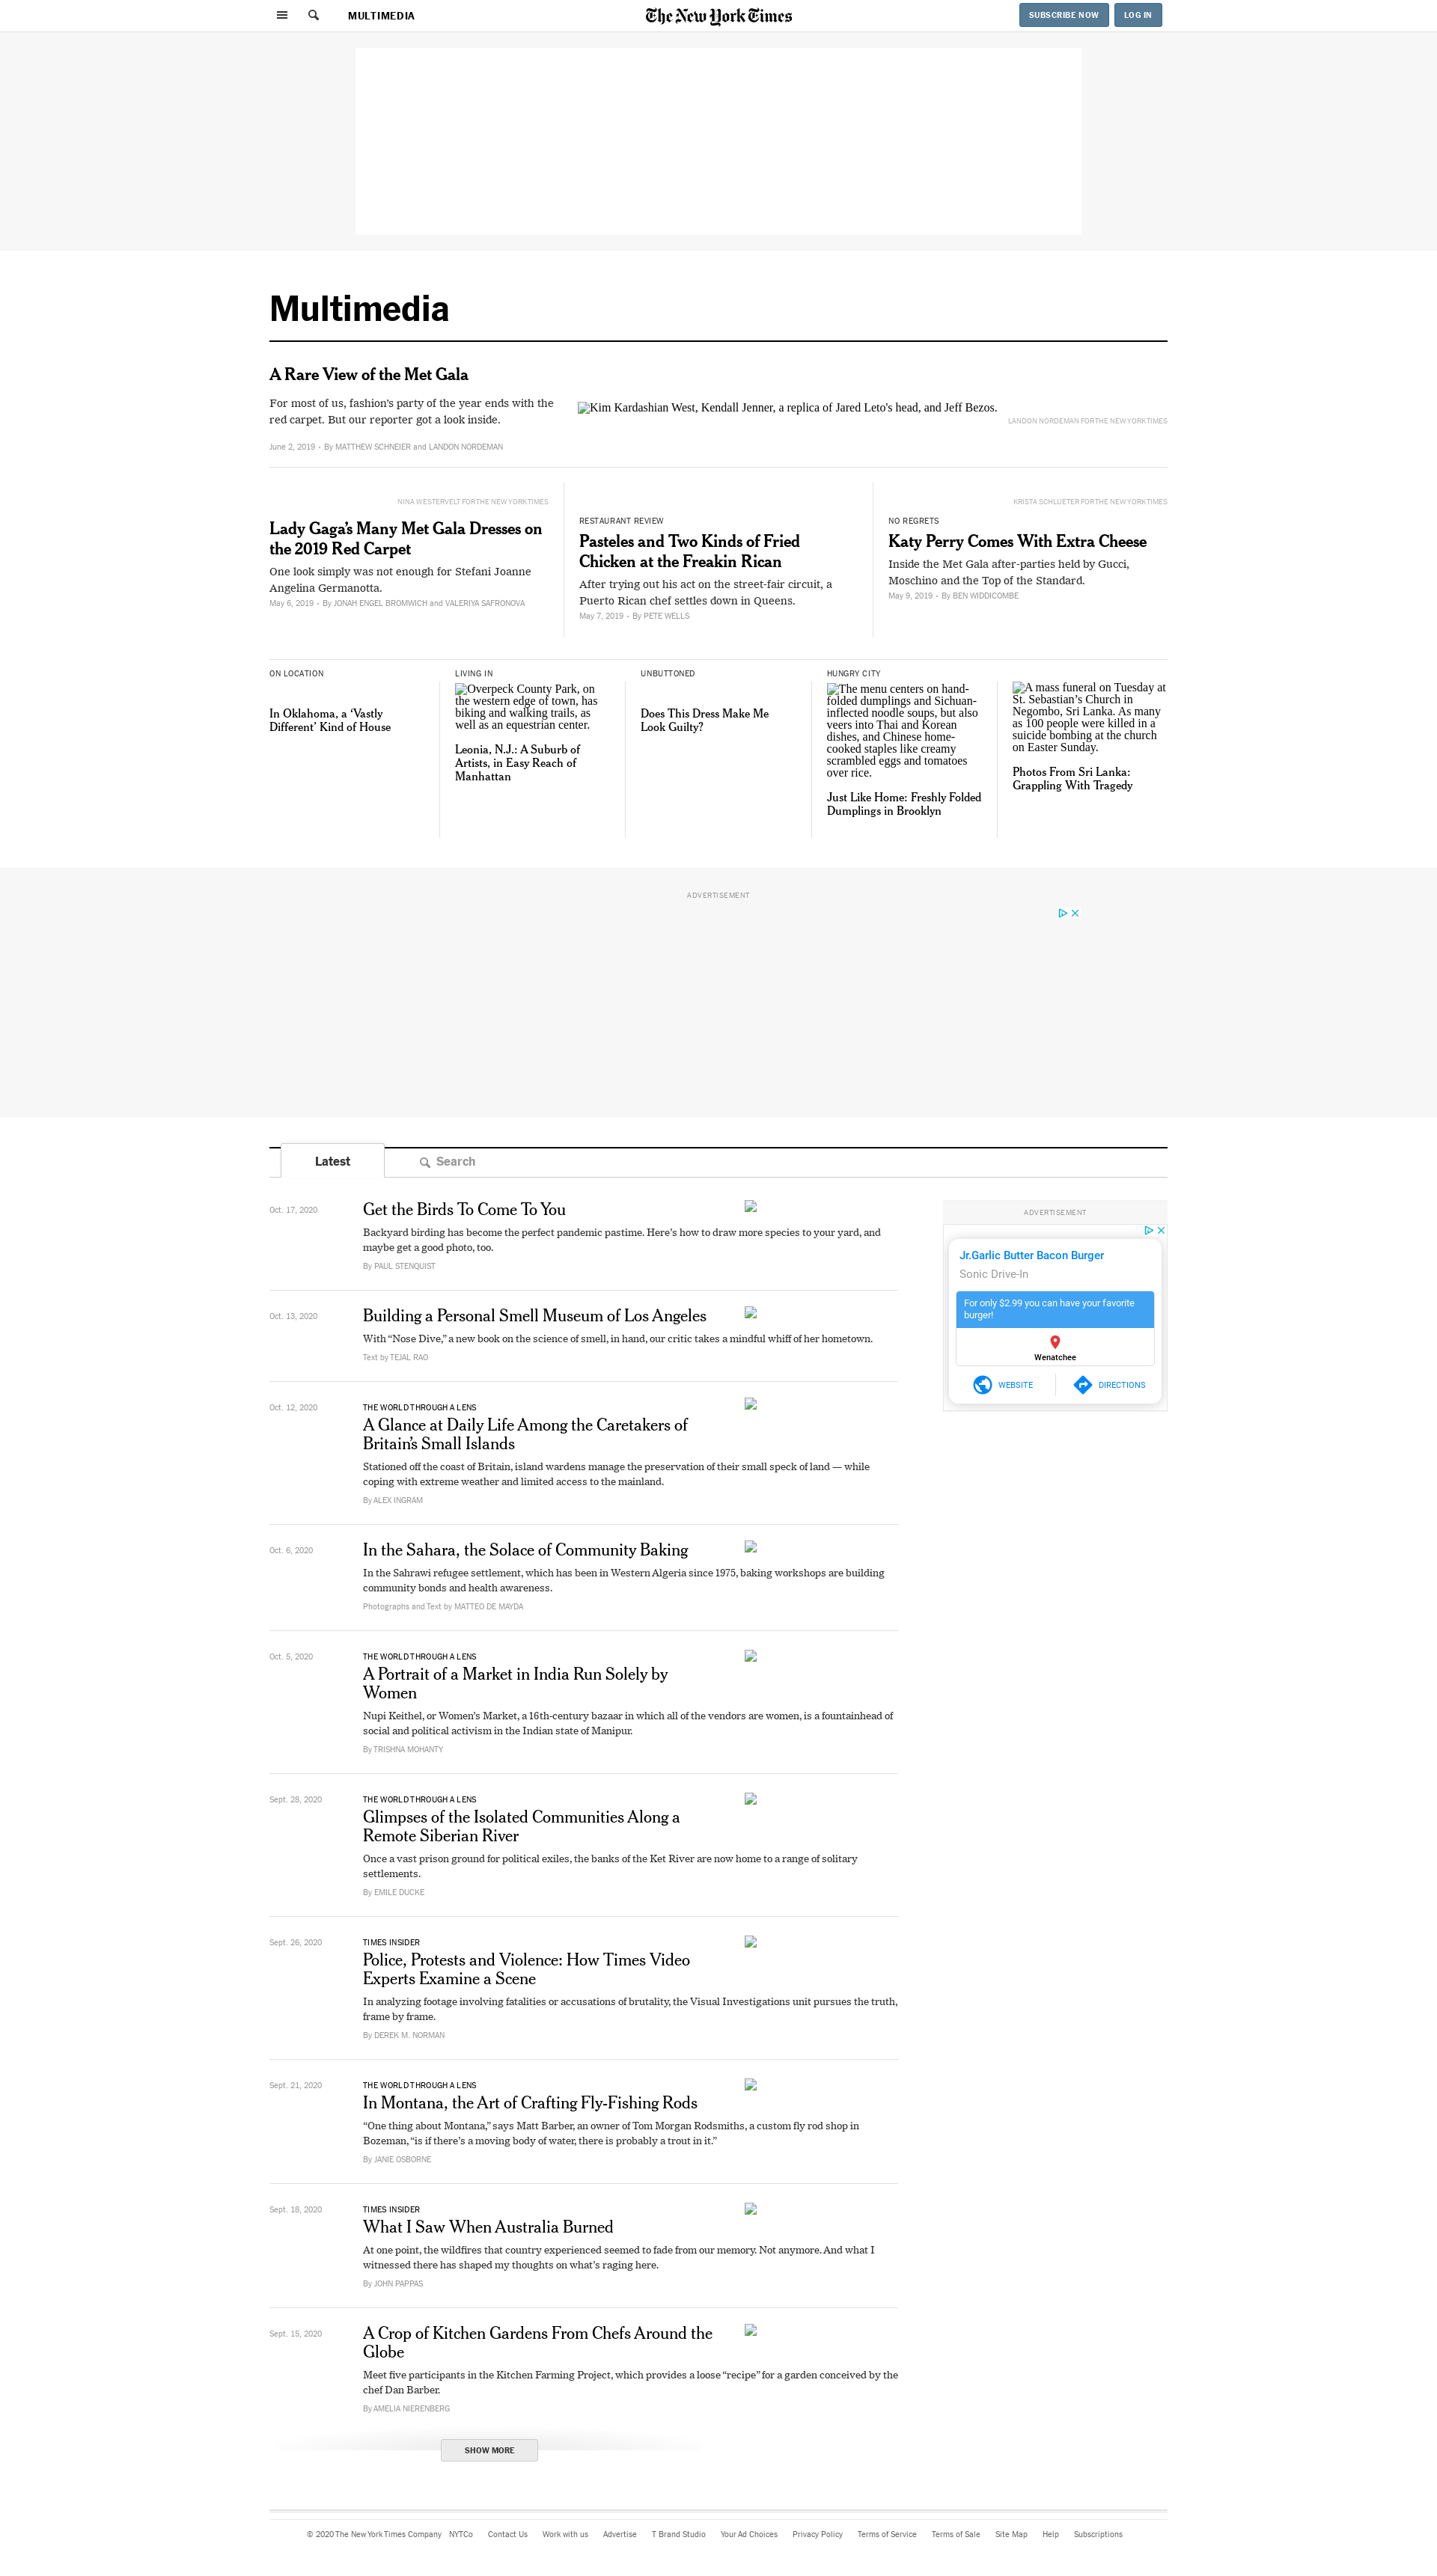 MULTIMEDIA
The New York Times
SUBSCRIBE NOW
LOG IN
Multimedia
A Rare View of the Met Gala
For most of us, fashion’s party of the year ends with the
red carpet. But our reporter got a look inside.
June 2, 2019 • By MATTHEW SCHNEIER and LANDON NORDEMAN
Kim Kardashian West, Kendall Jenner, a replica of Jared Leto's head, and Jeff Bezos.
LANDON NORDEMAN FOR THE NEW YORK TIMES
NINA WESTERVELT FOR THE NEW YORK TIMES
Lady Gaga’s Many Met Gala Dresses on
the 2019 Red Carpet
One look simply was not enough for Stefani Joanne
Angelina Germanotta.
May 6, 2019 • By JONAH ENGEL BROMWICH and VALERIYA SAFRONOVA
RESTAURANT REVIEW
Pasteles and Two Kinds of Fried
Chicken at the Freakin Rican
After trying out his act on the street-fair circuit, a
Puerto Rican chef settles down in Queens.
May 7, 2019 • By PETE WELLS
KRISTA SCHLUETER FOR THE NEW YORK TIMES
NO REGRETS
Katy Perry Comes With Extra Cheese
Inside the Met Gala after-parties held by Gucci,
Moschino and the Top of the Standard.
May 9, 2019 • By BEN WIDDICOMBE
ON LOCATION
In Oklahoma, a ‘Vastly
Different’ Kind of House
LIVING IN
Overpeck County Park, on
the western edge of town, has
biking and walking trails, as
well as an equestrian center.
Leonia, N.J.: A Suburb of
Artists, in Easy Reach of
Manhattan
UNBUTTONED
Does This Dress Make Me
Look Guilty?
HUNGRY CITY
The menu centers on hand-
folded dumplings and Sichuan-
inflected noodle soups, but also
veers into Thai and Korean
dishes, and Chinese home-
cooked staples like creamy
scrambled eggs and tomatoes
over rice.
Just Like Home: Freshly Folded
Dumplings in Brooklyn
A mass funeral on Tuesday at
St. Sebastian’s Church in
Negombo, Sri Lanka. As many
as 100 people were killed in a
suicide bombing at the church
on Easter Sunday.
Photos From Sri Lanka:
Grappling With Tragedy
ADVERTISEMENT
Latest
Search
Oct. 17, 2020
Get the Birds To Come To You
Backyard birding has become the perfect pandemic pastime. Here’s how to draw more species to your yard, and
maybe get a good photo, too.
By PAUL STENQUIST
Oct. 13, 2020
Building a Personal Smell Museum of Los Angeles
With “Nose Dive,” a new book on the science of smell, in hand, our critic takes a mindful whiff of her hometown.
Text by TEJAL RAO
Oct. 12, 2020
THE WORLD THROUGH A LENS
A Glance at Daily Life Among the Caretakers of
Britain’s Small Islands
Stationed off the coast of Britain, island wardens manage the preservation of their small speck of land — while
coping with extreme weather and limited access to the mainland.
By ALEX INGRAM
Oct. 6, 2020
In the Sahara, the Solace of Community Baking
In the Sahrawi refugee settlement, which has been in Western Algeria since 1975, baking workshops are building
community bonds and health awareness.
Photographs and Text by MATTEO DE MAYDA
Oct. 5, 2020
THE WORLD THROUGH A LENS
A Portrait of a Market in India Run Solely by
Women
Nupi Keithel, or Women’s Market, a 16th-century bazaar in which all of the vendors are women, is a fountainhead of
social and political activism in the Indian state of Manipur.
By TRISHNA MOHANTY
Sept. 28, 2020
THE WORLD THROUGH A LENS
Glimpses of the Isolated Communities Along a
Remote Siberian River
Once a vast prison ground for political exiles, the banks of the Ket River are now home to a range of solitary
settlements.
By EMILE DUCKE
Sept. 26, 2020
TIMES INSIDER
Police, Protests and Violence: How Times Video
Experts Examine a Scene
In analyzing footage involving fatalities or accusations of brutality, the Visual Investigations unit pursues the truth,
frame by frame.
By DEREK M. NORMAN
Sept. 21, 2020
THE WORLD THROUGH A LENS
In Montana, the Art of Crafting Fly-Fishing Rods
“One thing about Montana,” says Matt Barber, an owner of Tom Morgan Rodsmiths, a custom fly rod shop in
Bozeman, “is if there’s a moving body of water, there is probably a trout in it.”
By JANIE OSBORNE
Sept. 18, 2020
TIMES INSIDER
What I Saw When Australia Burned
At one point, the wildfires that country experienced seemed to fade from our memory. Not anymore. And what I
witnessed there has shaped my thoughts on what’s raging here.
By JOHN PAPPAS
Sept. 15, 2020
A Crop of Kitchen Gardens From Chefs Around the
Globe
Meet five participants in the Kitchen Farming Project, which provides a loose “recipe” for a garden conceived by the
chef Dan Barber.
By AMELIA NIERENBERG
SHOW MORE
ADVERTISEMENT
Jr.Garlic Butter Bacon Burger
Sonic Drive-In
For only $2.99 you can have your favorite
burger!
Wenatchee
WEBSITE
DIRECTIONS
© 2020 The New York Times Company NYTCo Contact Us Work with us Advertise T Brand Studio Your Ad Choices Privacy Policy Terms of Service Terms of Sale Site Map Help Subscriptions